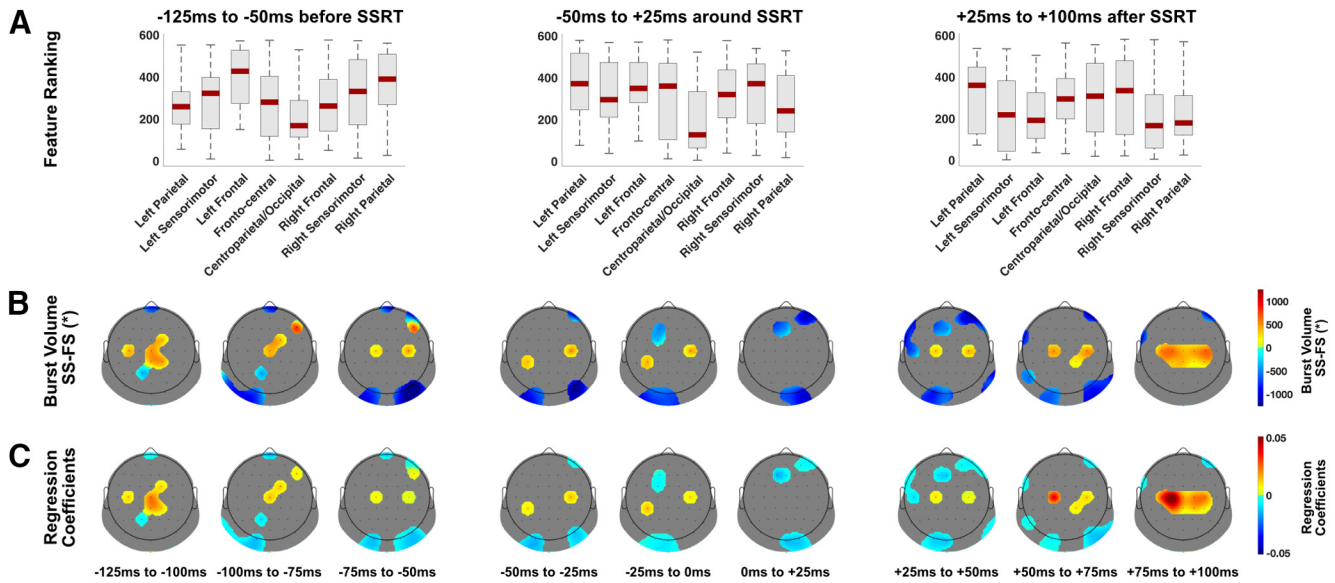 A
-125ms to -50ms before SSRT
-50ms to +25ms around SSRT
+25ms to +100ms after SSRT
Feature Ranking
600
400
200
0
Left Parietal
Left Sensorimotor
Left Frontal
Fronto-central
Centroparietal/Occipital
Right Frontal
Right Sensorimotor
Right Parietal
600
400
200
0
Left Parietal
Left Sensorimotor
Left Frontal
Fronto-central
Centroparietal/Occipital
Right Frontal
Right Sensorimotor
Right Parietal
600
400
200
0
Left Parietal
Left Sensorimotor
Left Frontal
Fronto-central
Centroparietal/Occipital
Right Frontal
Right Sensorimotor
Right Parietal
B
Burst Volume
SS-FS (*)
1000
500
0
-500
-1000
Burst Volume
SS-FS (*)
C
Regression
Coefficients
0.05
0
-0.05
Regression
Coefficients
-125ms to -100ms
-100ms to -75ms
-75ms to -50ms
-50ms to -25ms
-25ms to 0ms
0ms to +25ms
+25ms to +50ms
+50ms to +75ms
+75ms to +100ms